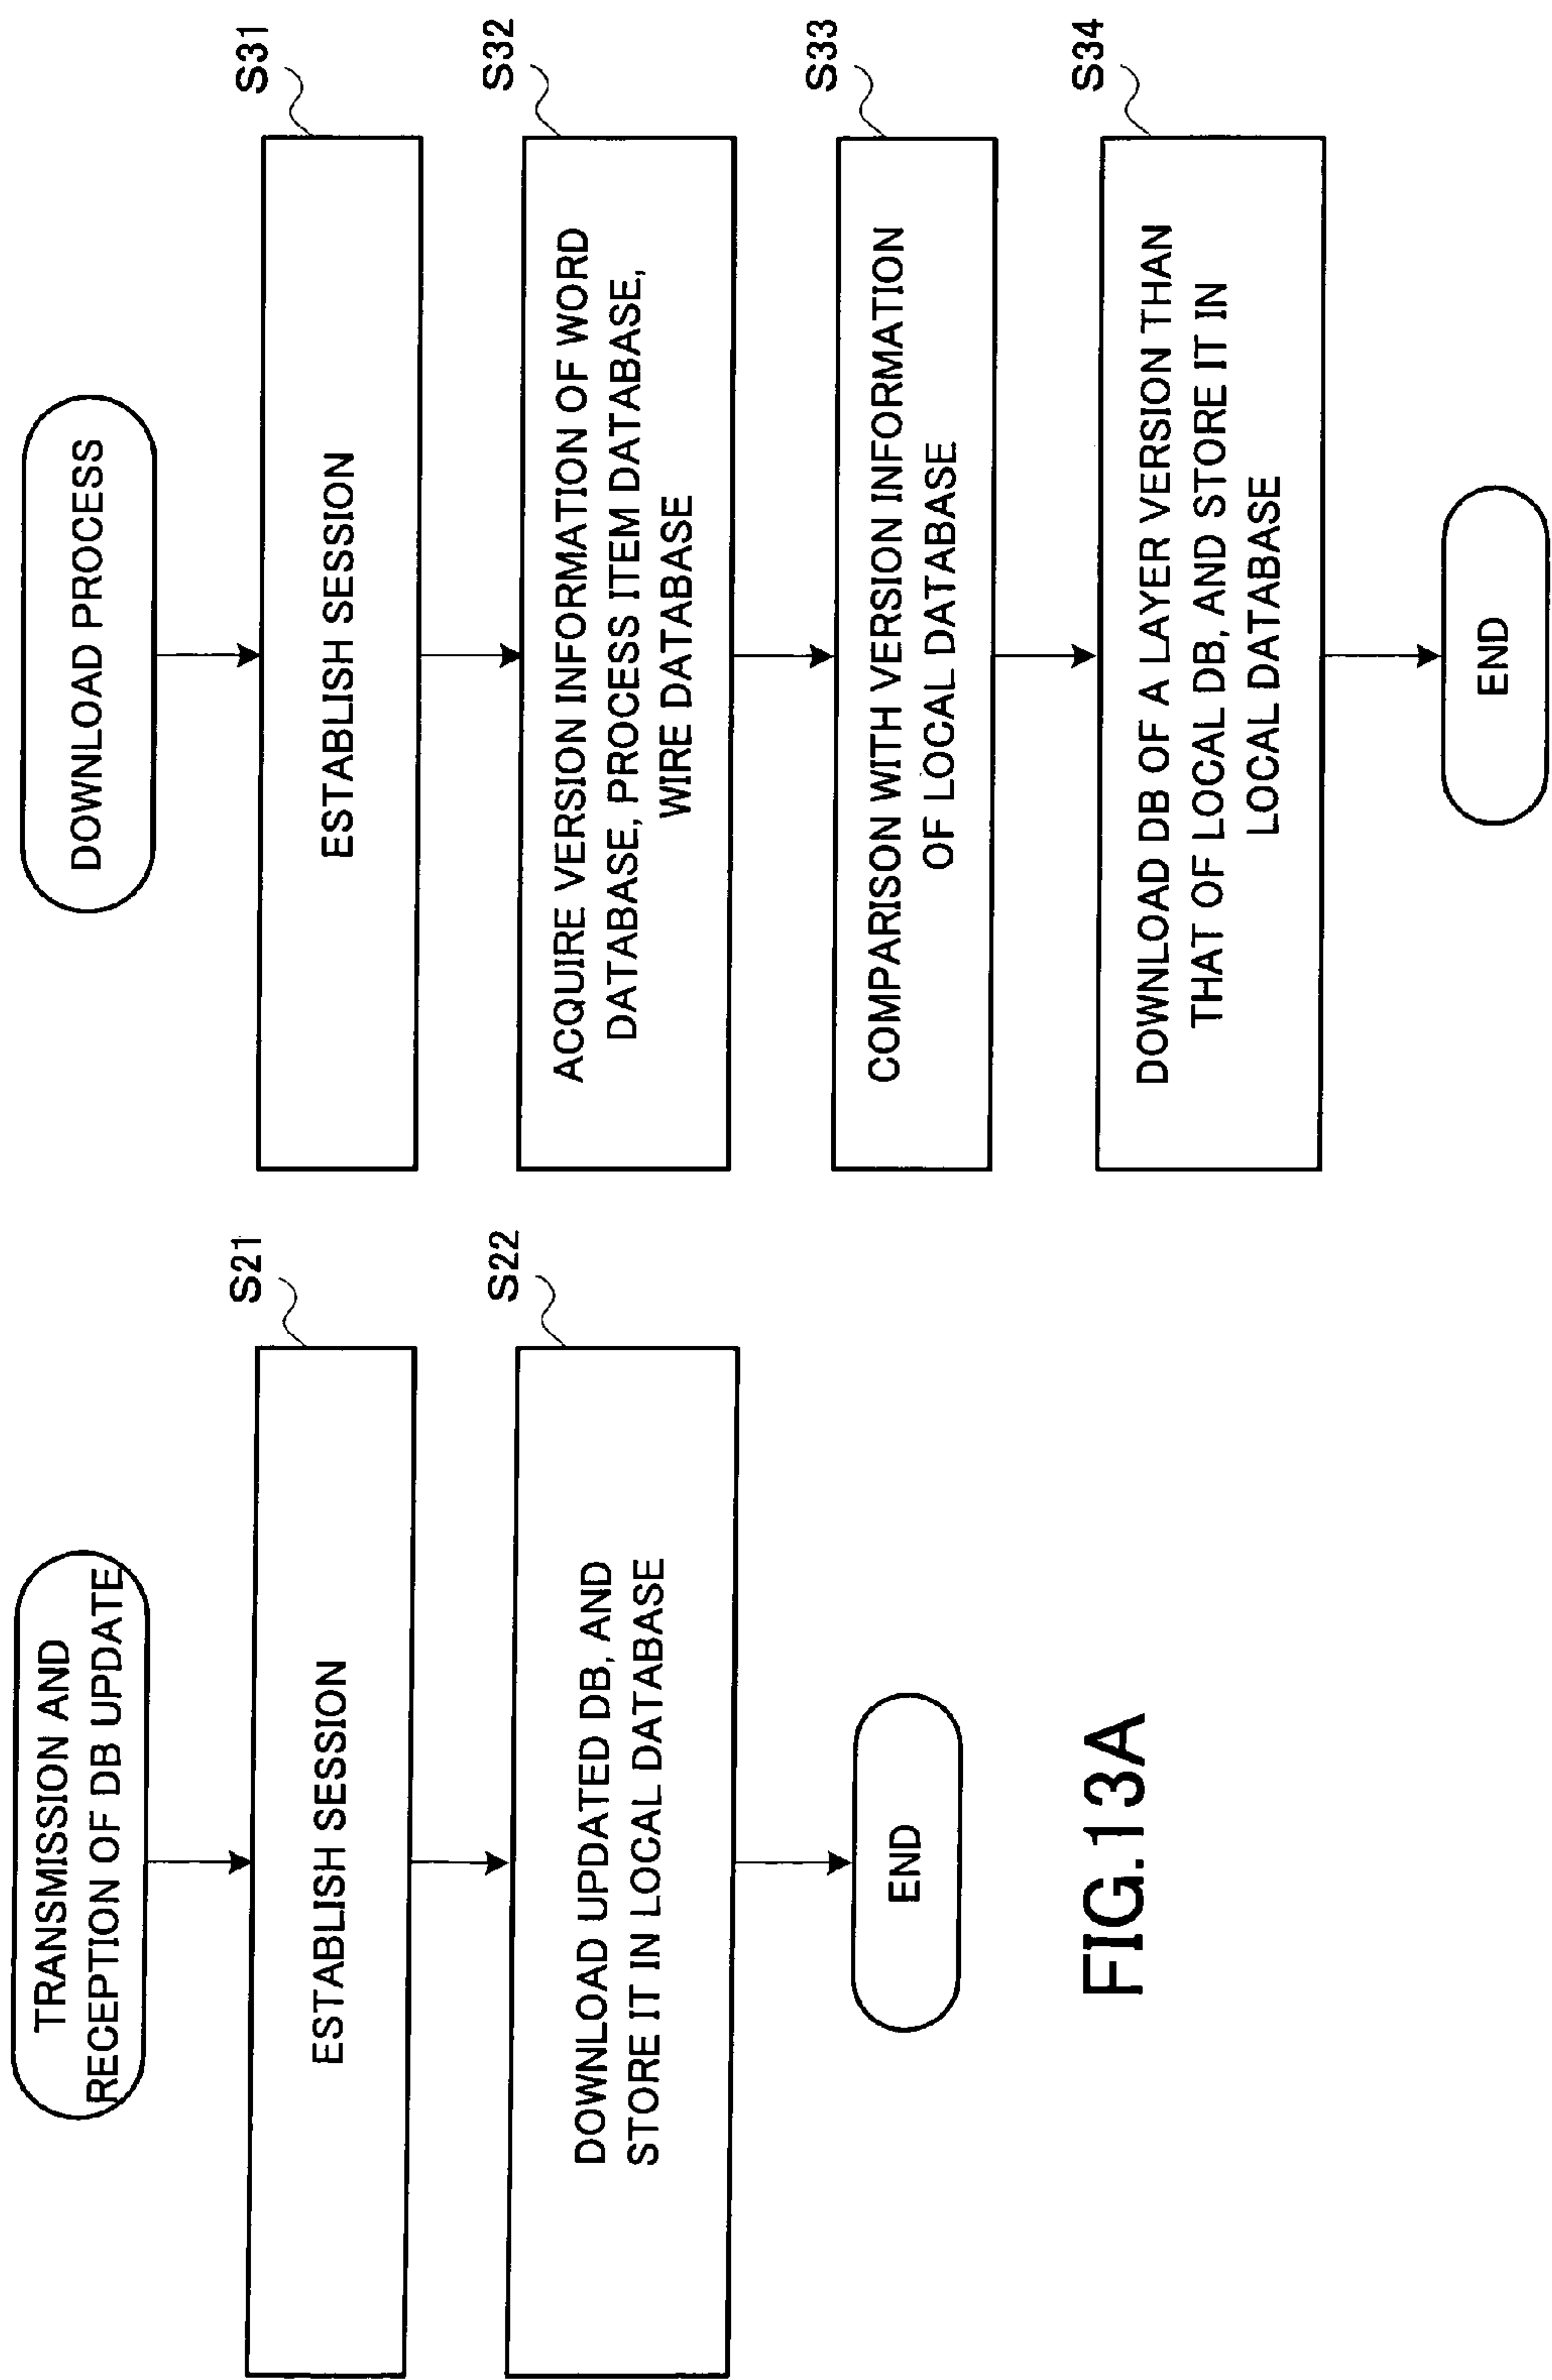 TRANSMISSION AND
RECEPTION OF DB UPDATE
S21
ESTABLISH SESSION
S22
DOWNLOAD UPDATED DB, AND
STORE IT IN LOCAL DATABASE
END
FIG.13A
DOWNLOAD PROCESS
S31
ESTABLISH SESSION
S32
ACQUIRE VERSION INFORMATION OF WORD
DATABASE, PROCESS ITEM DATABASE,
WIRE DATABASE
S33
COMPARISON WITH VERSION INFORMATION
OF LOCAL DATABASE
S34
DOWNLOAD DB OF A LAYER VERSION THAN
THAT OF LOCAL DB, AND STORE IT IN
LOCAL DATABASE
END